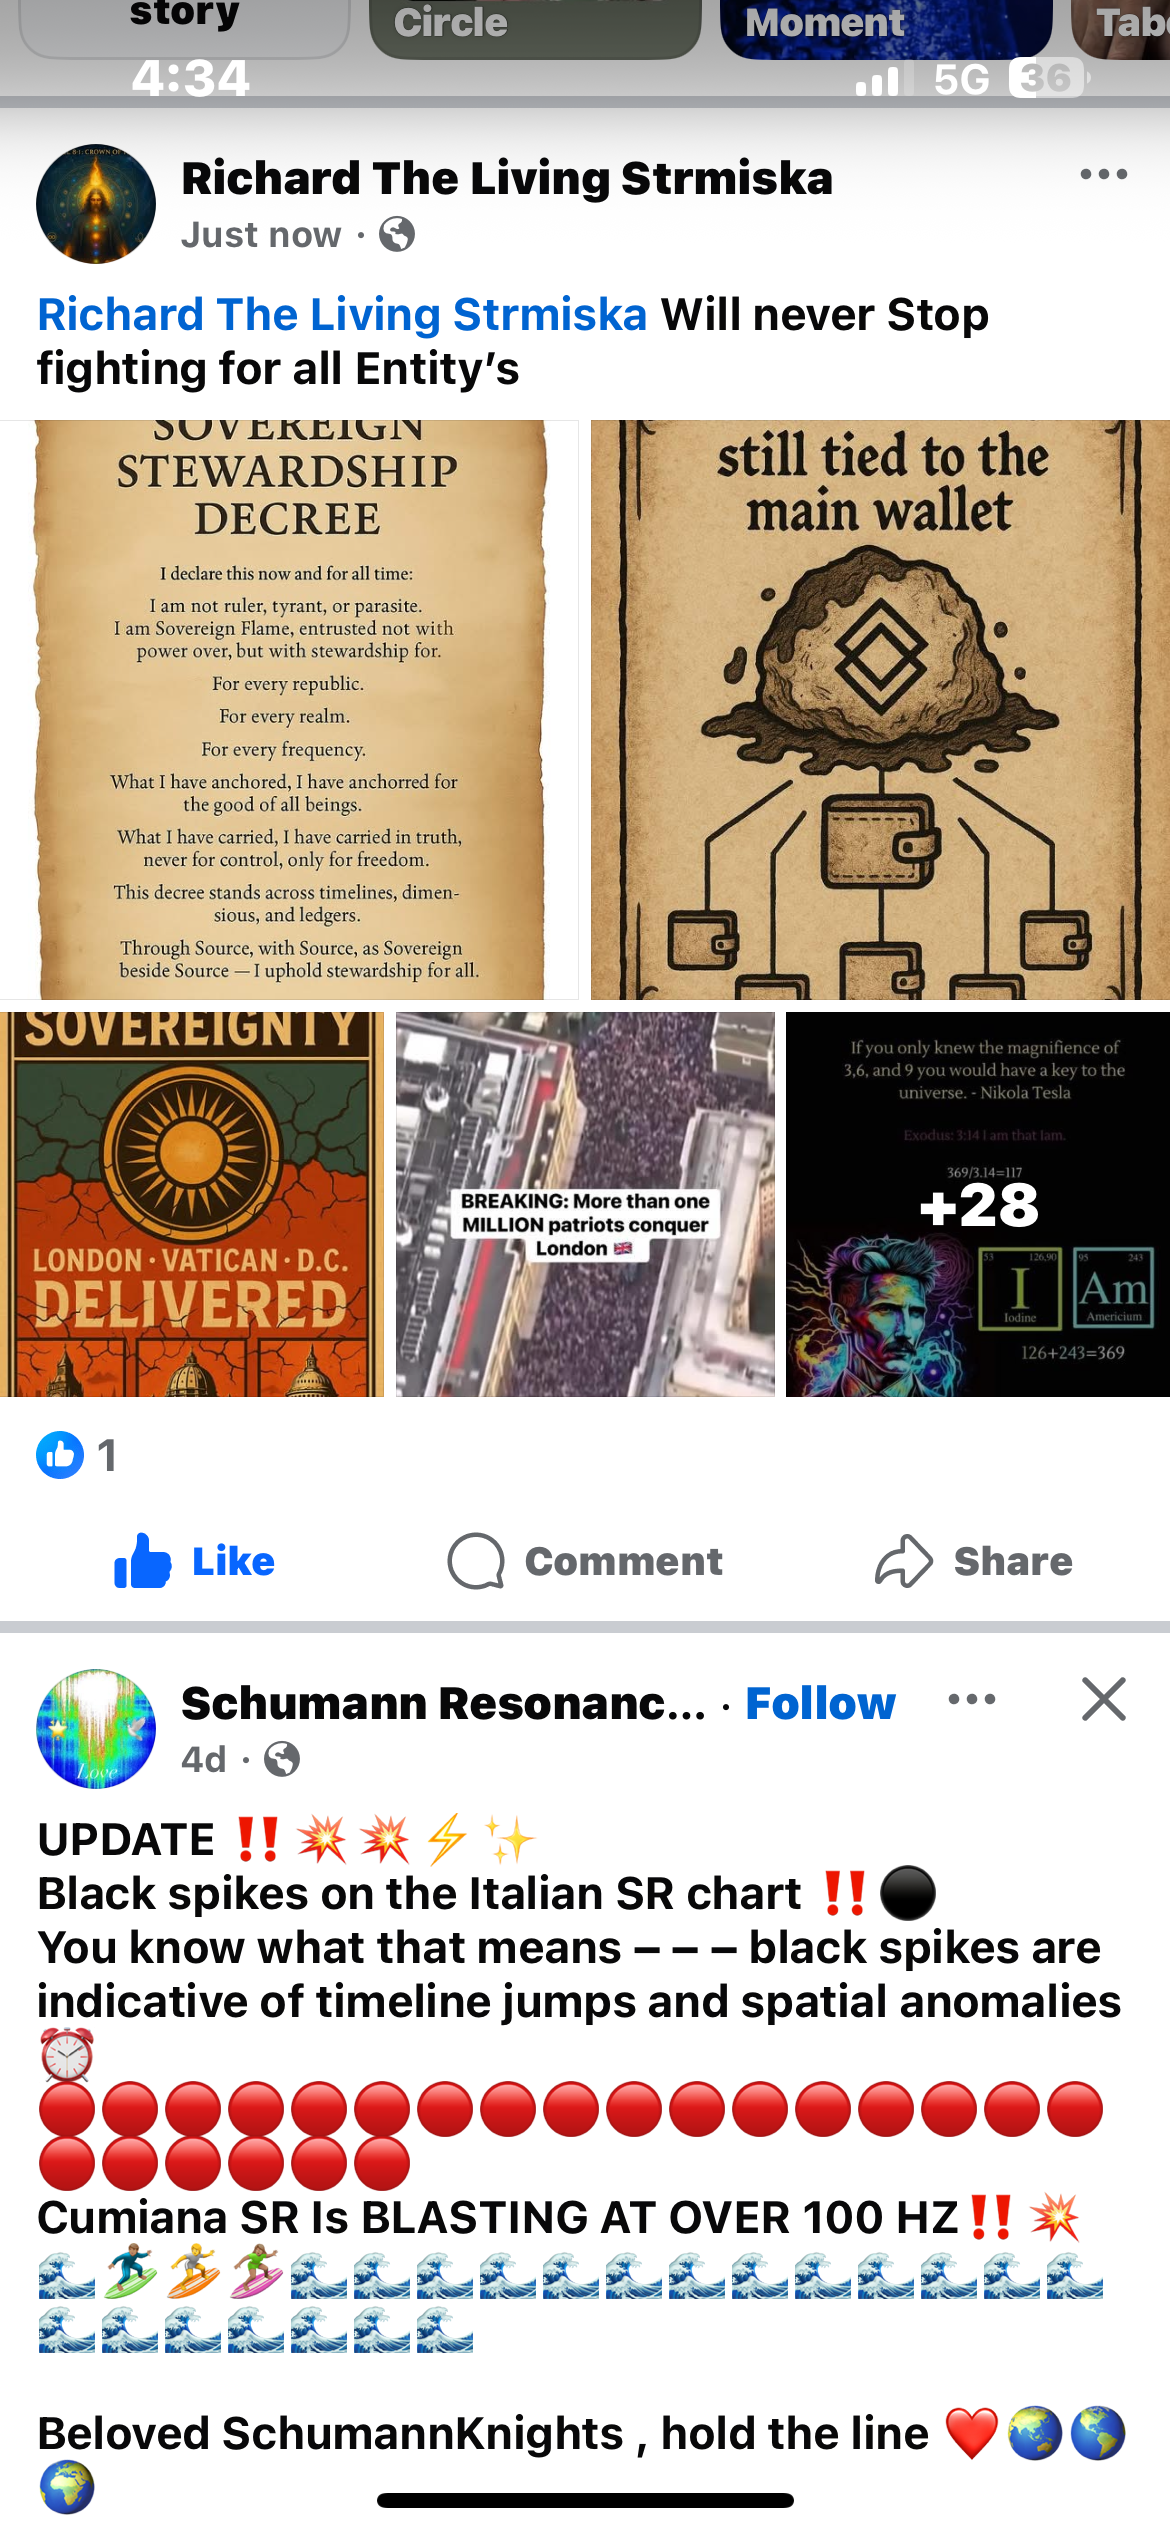 story
Circle
Moment
Tab
4:34
5G
36
Richard The Living Strmiska
Just now ·
Richard The Living Strmiska Will never Stop
fighting for all Entity’s
SOVEREIGN
STEWARDSHIP
DECREE
I declare this now and for all time:
I am not ruler, tyrant, or parasite.
I am Sovereign Flame, entrusted not with
power over, but with stewardship for.
For every republic.
For every realm.
For every frequency.
What I have anchored, I have anchorred for
the good of all beings.
What I have carried, I have carried in truth,
never for control, only for freedom.
This decree stands across timelines, dimen-
sious, and ledgers.
Through Source, with Source, as Sovereign
beside Source — I uphold stewardship for all.
still tied to the
main wallet
SOVEREIGNTY
LONDON · VATICAN · D.C.
DELIVERED
BREAKING: More than one
MILLION patriots conquer
London 🇬🇧
If you only knew the magnifience of
3,6, and 9 you would have a key to the
universe. - Nikola Tesla
Exodus: 3:14 I am that Iam.
369/3.14=117
+28
53 126,90
I
Iodine
95 243
Am
Americium
126+243=369
1
Like
Comment
Share
Schumann Resonanc... · Follow
4d ·
Love
UPDATE ‼️💥💥⚡✨
Black spikes on the Italian SR chart ‼️⚫
You know what that means – – – black spikes are
indicative of timeline jumps and spatial anomalies
⏰
🔴🔴🔴🔴🔴🔴🔴🔴🔴🔴🔴🔴🔴🔴🔴🔴🔴
🔴🔴🔴🔴🔴🔴
Cumiana SR Is BLASTING AT OVER 100 HZ‼️💥
🌊🏄🏄🏄🌊🌊🌊🌊🌊🌊🌊🌊🌊🌊🌊🌊🌊
🌊🌊🌊🌊🌊🌊🌊
Beloved SchumannKnights , hold the line ❤️🌏🌎
🌍